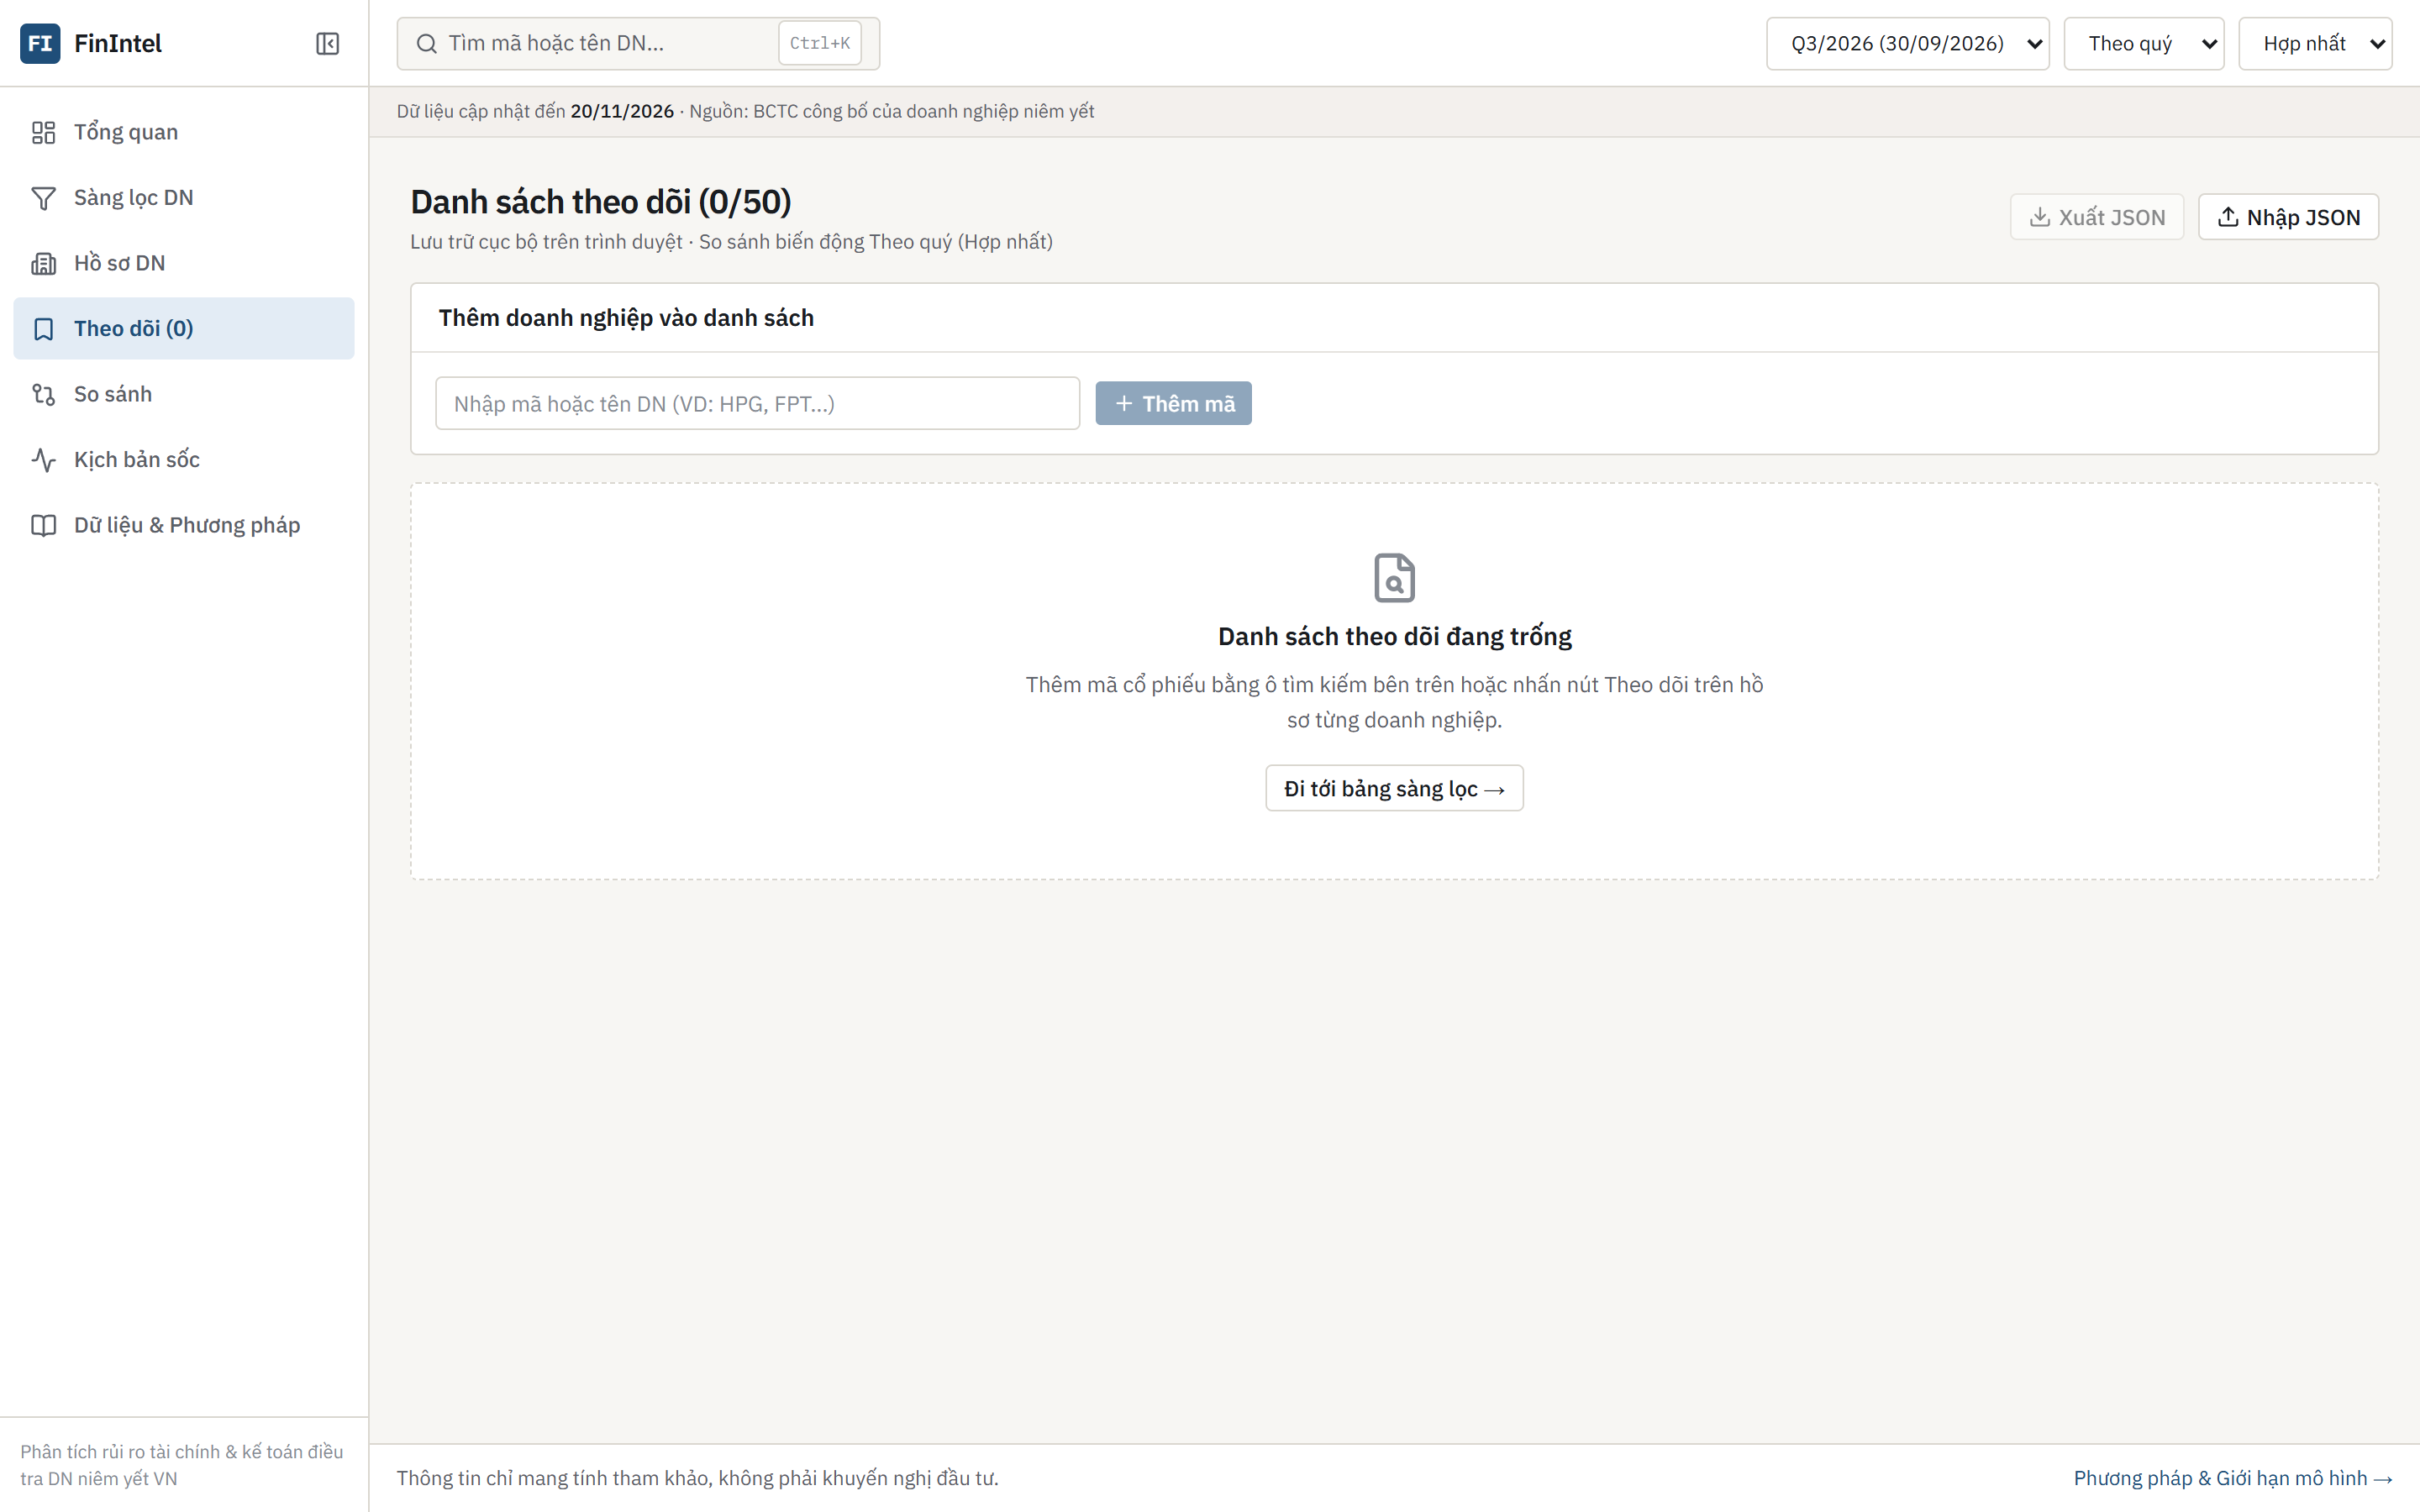 FI FinIntel
Tổng quan
Sàng lọc DN
Hồ sơ DN
Theo dõi (0)
So sánh
Kịch bản sốc
Dữ liệu & Phương pháp
Phân tích rủi ro tài chính & kế toán điều
tra DN niêm yết VN
Tìm mã hoặc tên DN... Ctrl+K
Q3/2026 (30/09/2026) Theo quý Hợp nhất
Dữ liệu cập nhật đến 20/11/2026 · Nguồn: BCTC công bố của doanh nghiệp niêm yết
Danh sách theo dõi (0/50)
Lưu trữ cục bộ trên trình duyệt · So sánh biến động Theo quý (Hợp nhất)
Xuất JSON Nhập JSON
Thêm doanh nghiệp vào danh sách
Nhập mã hoặc tên DN (VD: HPG, FPT...) + Thêm mã
Danh sách theo dõi đang trống
Thêm mã cổ phiếu bằng ô tìm kiếm bên trên hoặc nhấn nút Theo dõi trên hồ
sơ từng doanh nghiệp.
Đi tới bảng sàng lọc →
Thông tin chỉ mang tính tham khảo, không phải khuyến nghị đầu tư.
Phương pháp & Giới hạn mô hình →